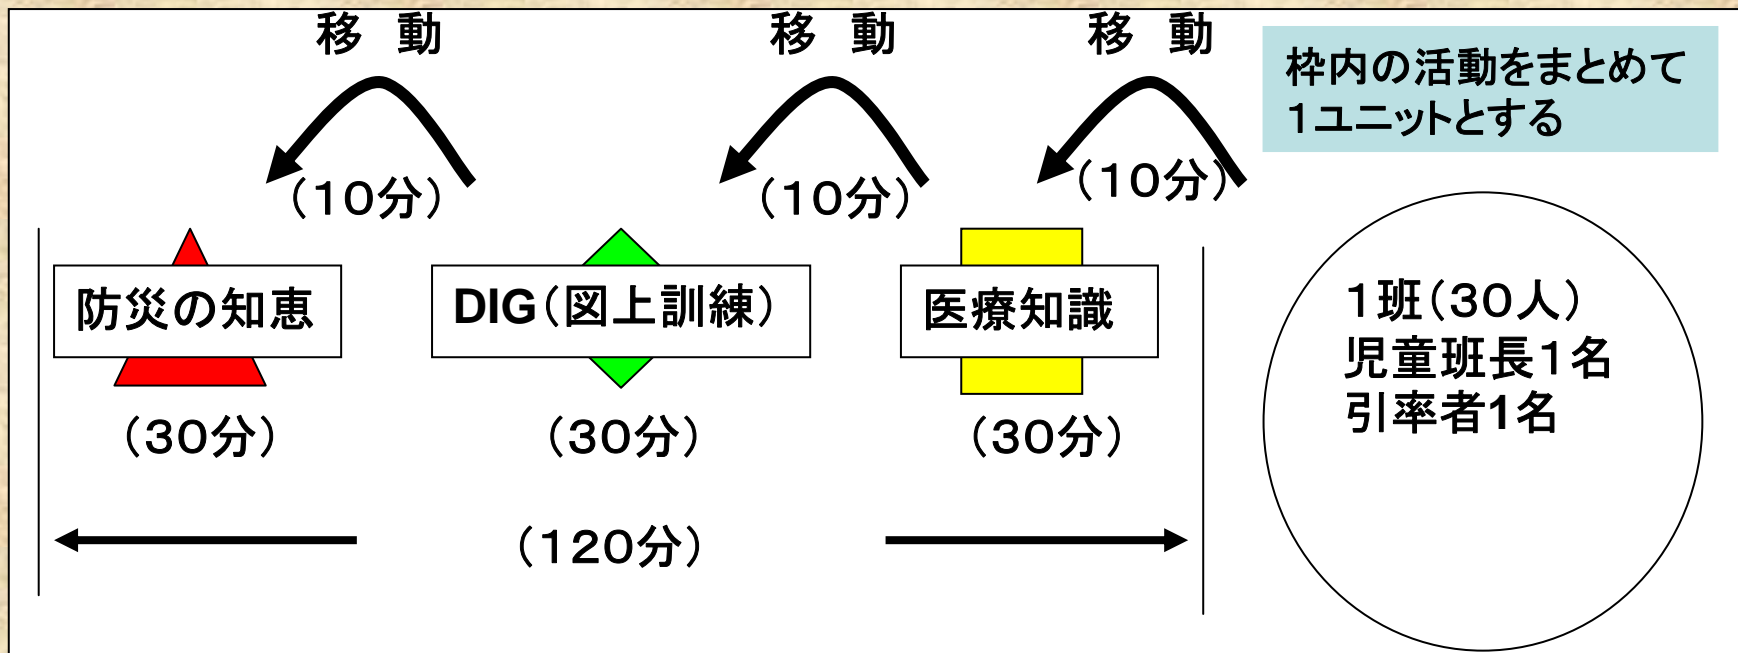 移　動
移　動
移　動
枠内の活動をまとめて
１ユニットとする
（１０分）
（１０分）
（１０分）
防災の知恵
DIG（図上訓練）
医療知識
（３０分）
（３０分）
（３０分）
（１２０分）
１班（３０人）
児童班長１名
引率者1名